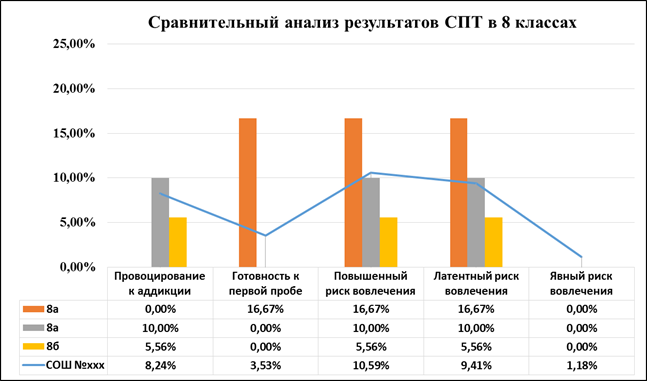 Сравнительный анализ результатов СПТ в 8 классах
25,00%
20,00%
15,00%
10,00%
5,00%
0,00%
Провоцирование к аддикции
Готовность к первой пробе
Повышенный риск вовлечения
Латентный риск вовлечения
Явный риск вовлечения
8а 0,00% 16,67% 16,67% 16,67% 0,00%
8а 10,00% 0,00% 10,00% 10,00% 0,00%
8б 5,56% 0,00% 5,56% 5,56% 0,00%
СОШ №xxx 8,24% 3,53% 10,59% 9,41% 1,18%